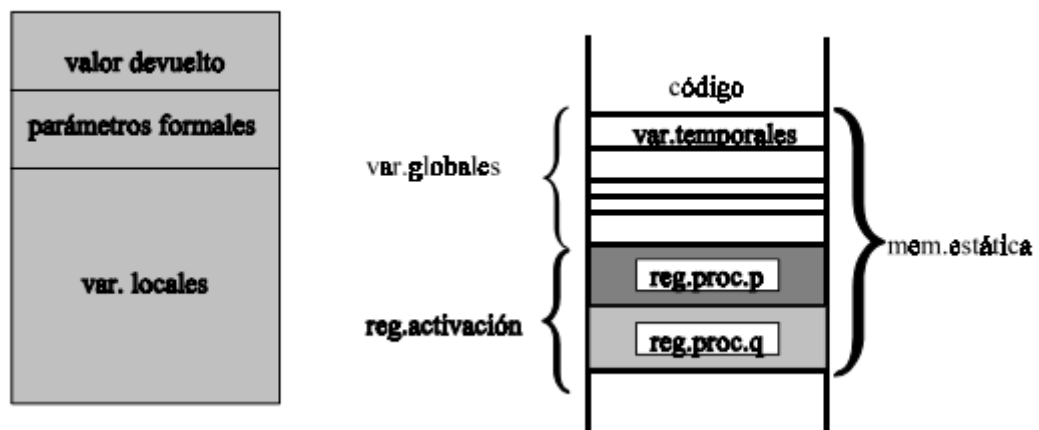 valor devuelto
parámetros formales
var. locales
código
var.temporales
var.globales
mem.estática
reg.proc.p
reg.activación
reg.proc.q